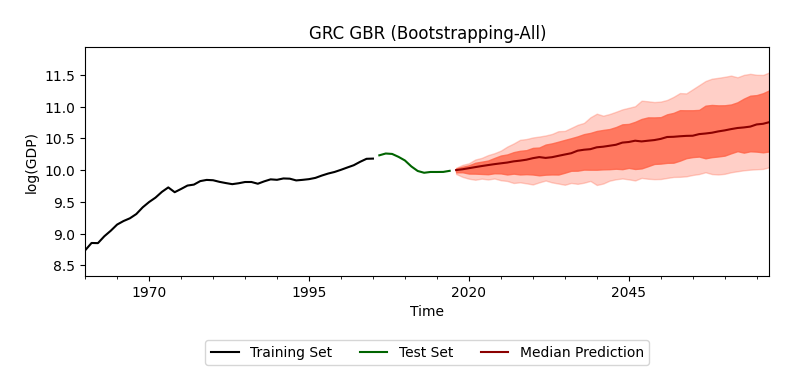 GRC GBR (Bootstrapping-All)
log(GDP)
11.5
11.0
10.5
10.0
9.5
9.0
8.5
1970 1995 2020 2045
Time
Training Set Test Set Median Prediction